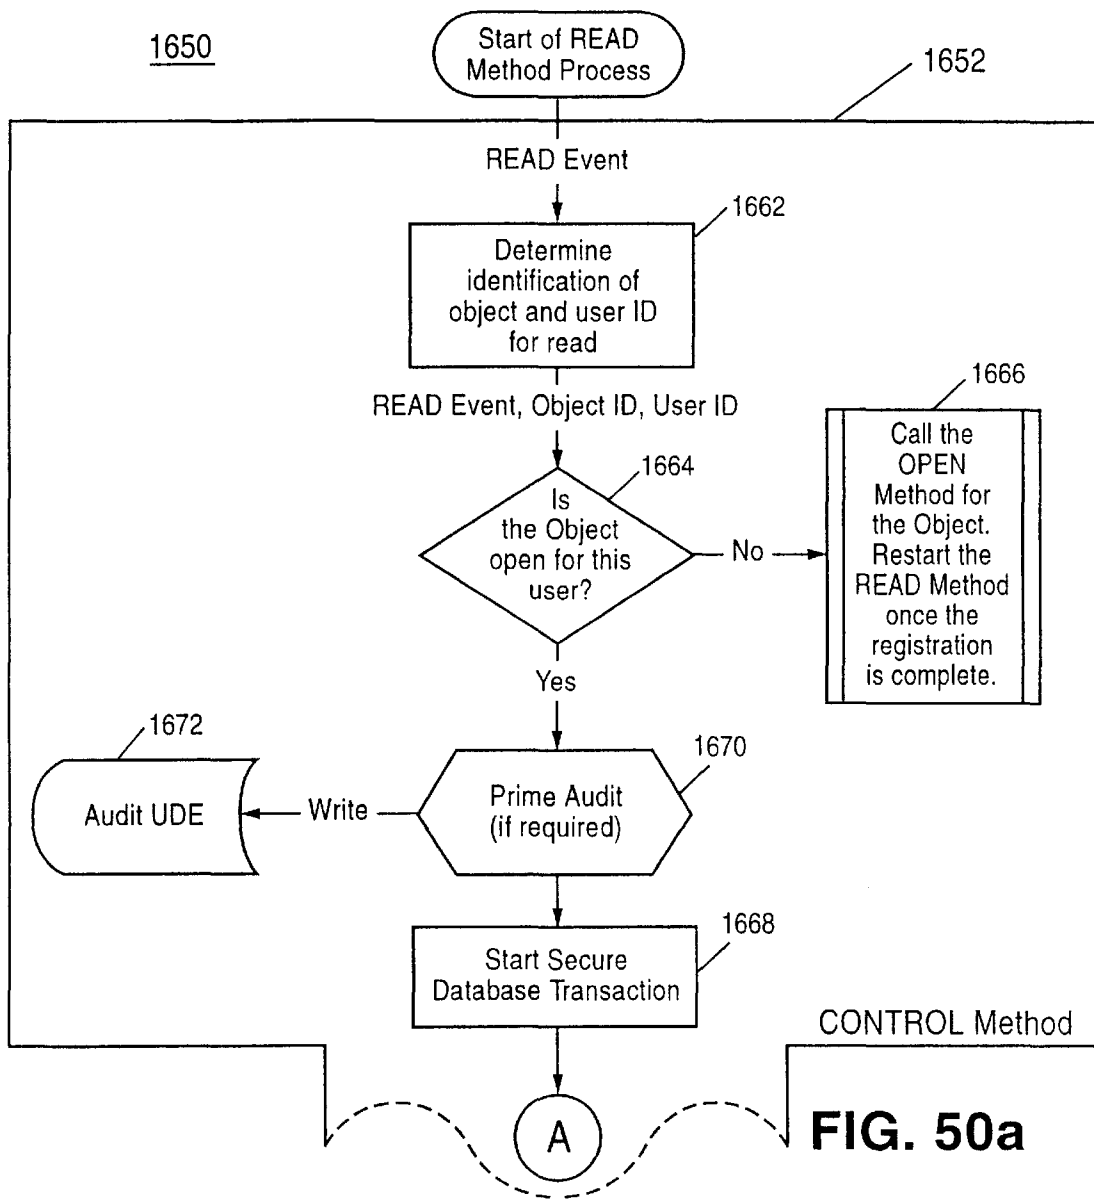 1650
Start of READ
Method Process
1652
READ Event
1662
Determine
identification of
object and user ID
for read
READ Event, Object ID, User ID
1664
Is
the Object
open for this
user?
No
1666
Call the
OPEN
Method for
the Object.
Restart the
READ Method
once the
registration
is complete.
Yes
1672
Audit UDE
Write
1670
Prime Audit
(if required)
1668
Start Secure
Database Transaction
CONTROL Method
A
FIG. 50a